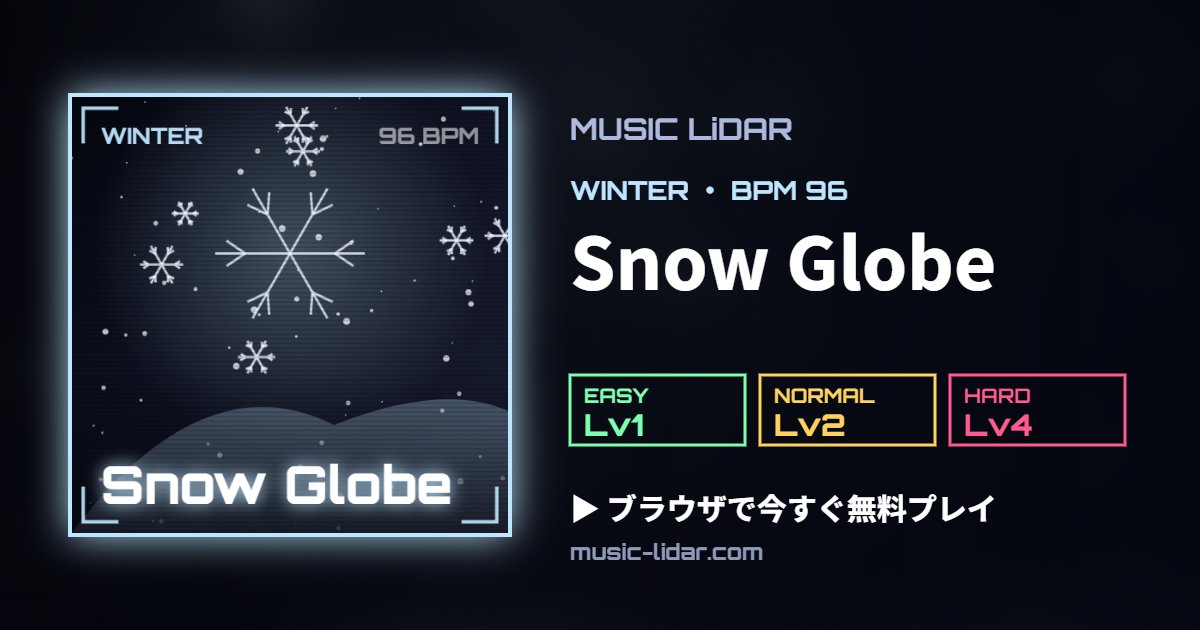 WINTER
96 BPM
Snow Globe
MUSIC LiDAR
WINTER • BPM 96
Snow Globe
EASY
Lv1
NORMAL
Lv2
HARD
Lv4
▶ ブラウザで今すぐ無料プレイ
music-lidar.com